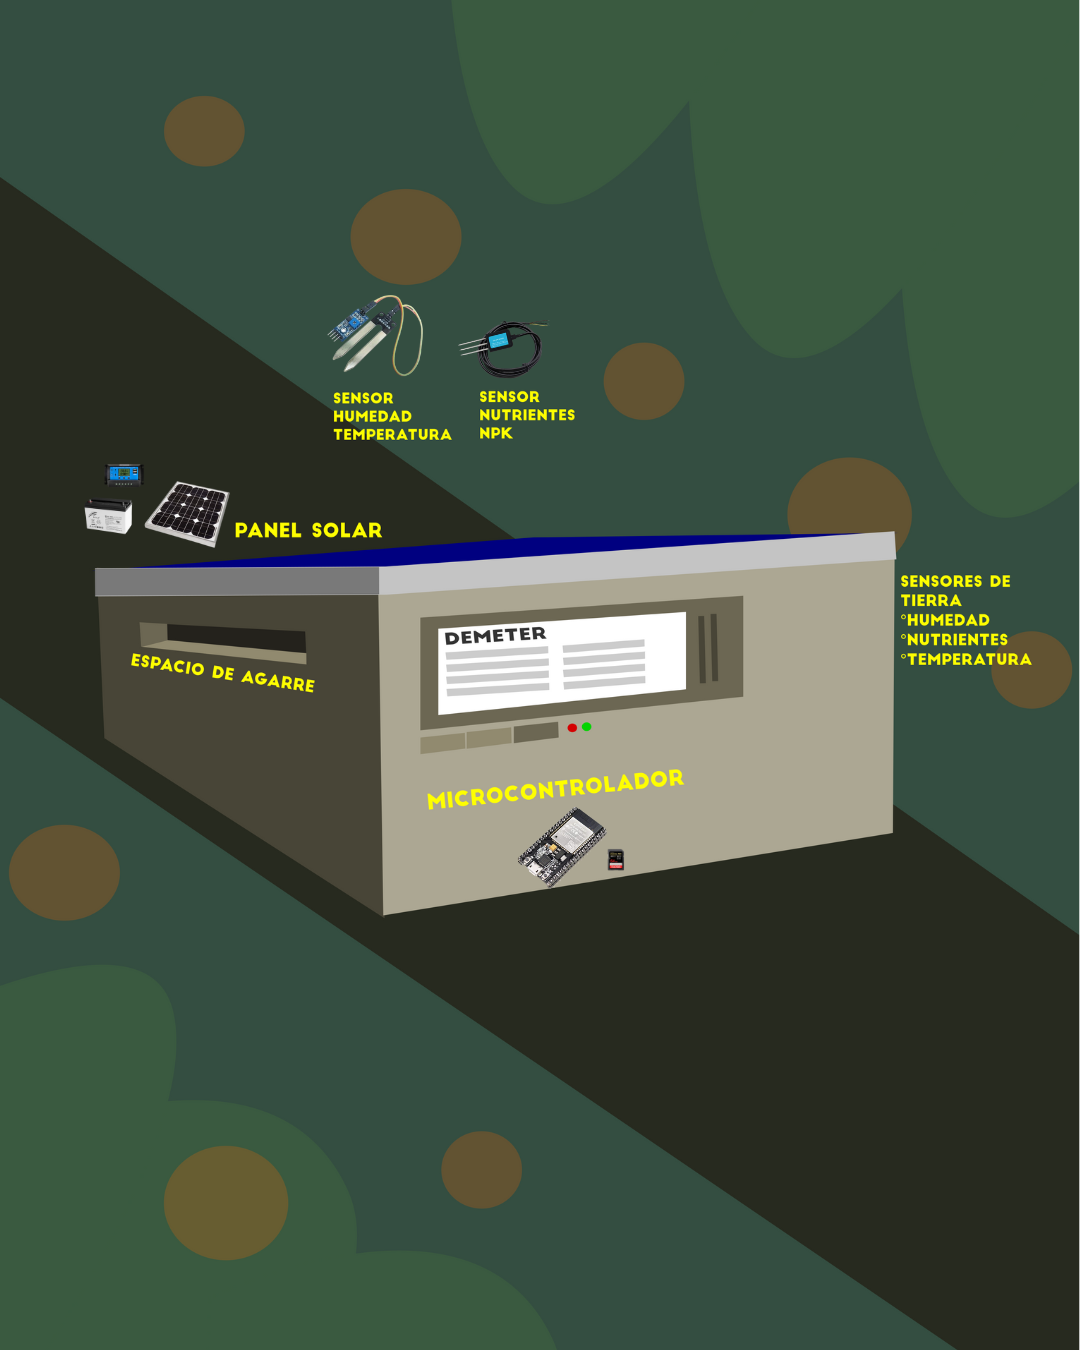 SENSOR
HUMEDAD
TEMPERATURA
SENSOR
NUTRIENTES
NPK
PANEL SOLAR
SENSORES DE
TIERRA
°HUMEDAD
°NUTRIENTES
°TEMPERATURA
DEMETER
ESPACIO DE AGARRE
MICROCONTROLADOR